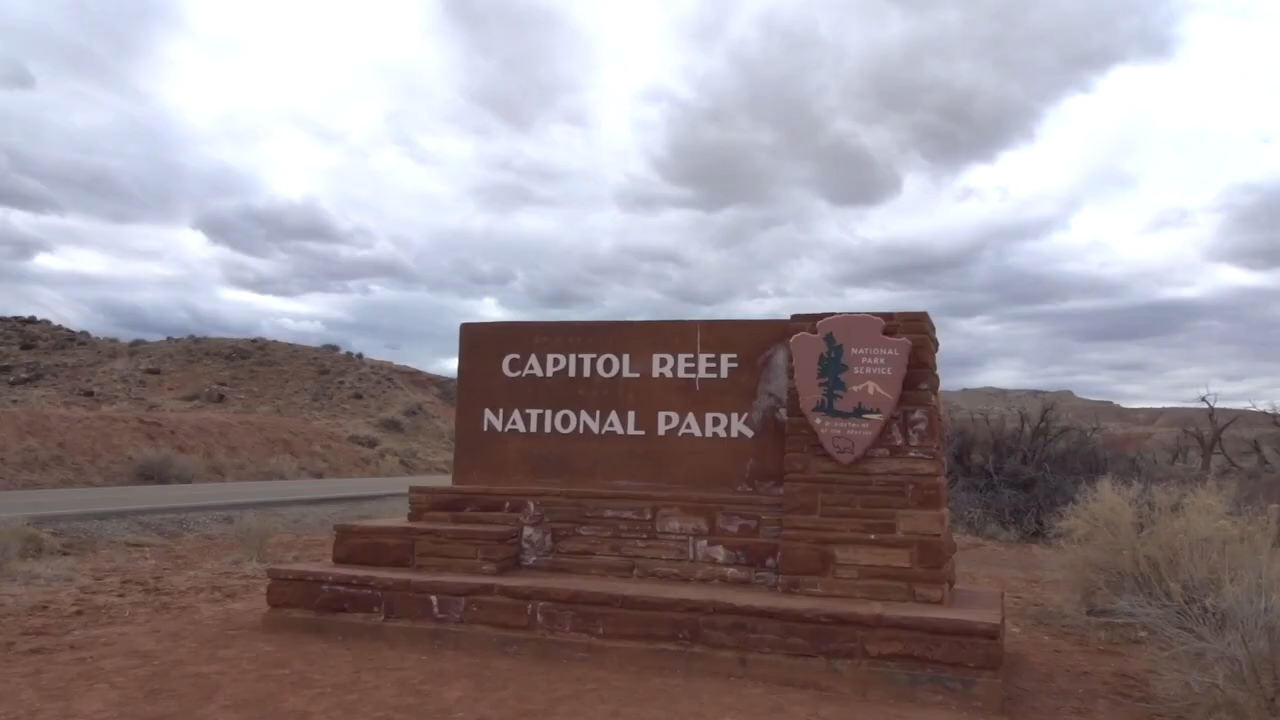 CAPITOL REEF
NATIONAL PARK
NATIONAL
PARK
SERVICE